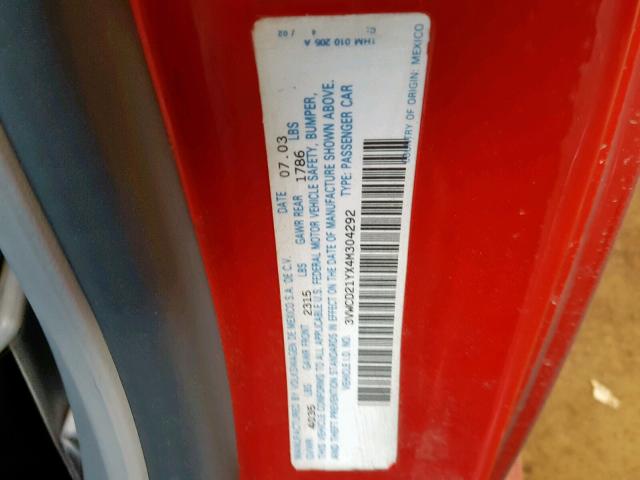 1HM 010 205 A
C: 4 / 02
MANUFACTURED BY VOLKSWAGEN DE MEXICO S.A. DE C.V. DATE 07.03
GVWR 4035 LBS GAWR FRONT 2315 LBS GAWR REAR 1786 LBS
THIS VEHICLE CONFORMS TO ALL APPLICABLE U.S. FEDERAL MOTOR VEHICLE SAFETY, BUMPER,
AND THEFT PREVENTION STANDARDS IN EFFECT ON THE DATE OF MANUFACTURE SHOWN ABOVE.
VEHICLE I.D. NO. 3VWCD21YX4M304292 TYPE: PASSENGER CAR
COUNTRY OF ORIGIN: MEXICO